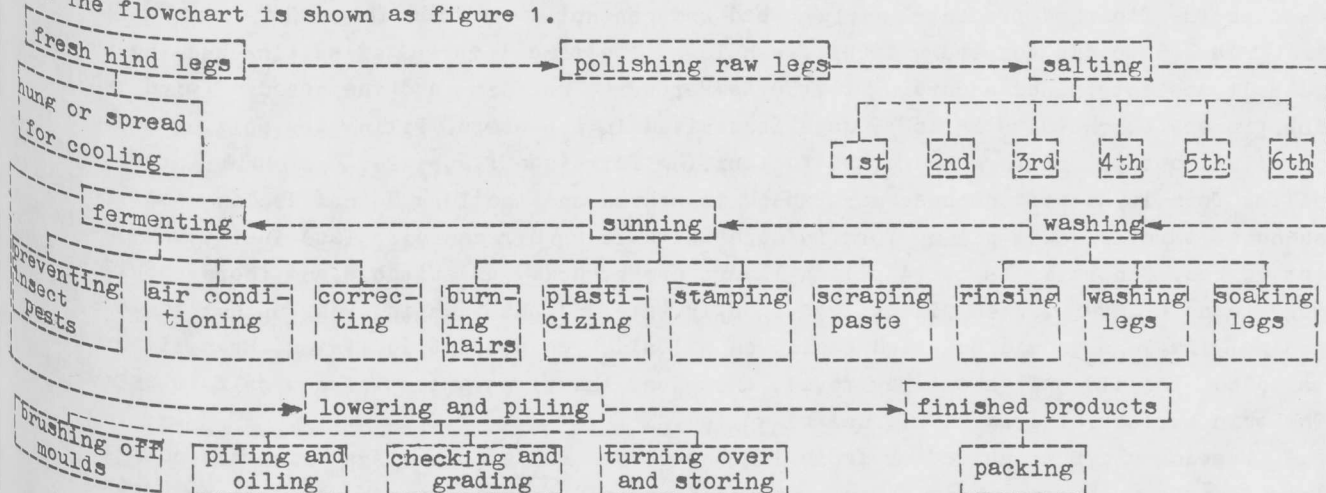 The flowchart is shown as figure 1.
fresh hind legs
polishing raw legs
salting
hung or spread
for cooling
1st 2nd 3rd 4th 5th 6th
fermenting
sunning
washing
preventing
insect
pests
air condi-
tioning
correc-
ting
burn-
ing
hairs
plasti-
cizing
stamping
scraping
paste
rinsing
washing
legs
soaking
legs
lowering and piling
finished products
brushing off
moulds
piling and
oiling
checking and
grading
turning over
and storing
packing